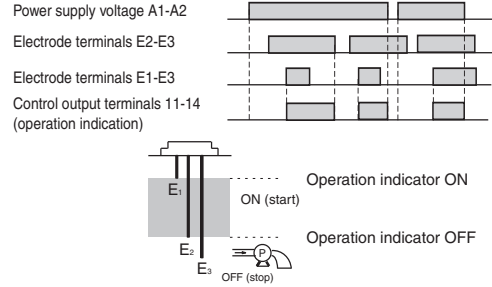 Power supply voltage A1-A2
Electrode terminals E2-E3
Electrode terminals E1-E3
Control output terminals 11-14
(operation indication)
E1
Operation indicator ON
ON (start)
E2
Operation indicator OFF
P
E3
OFF (stop)